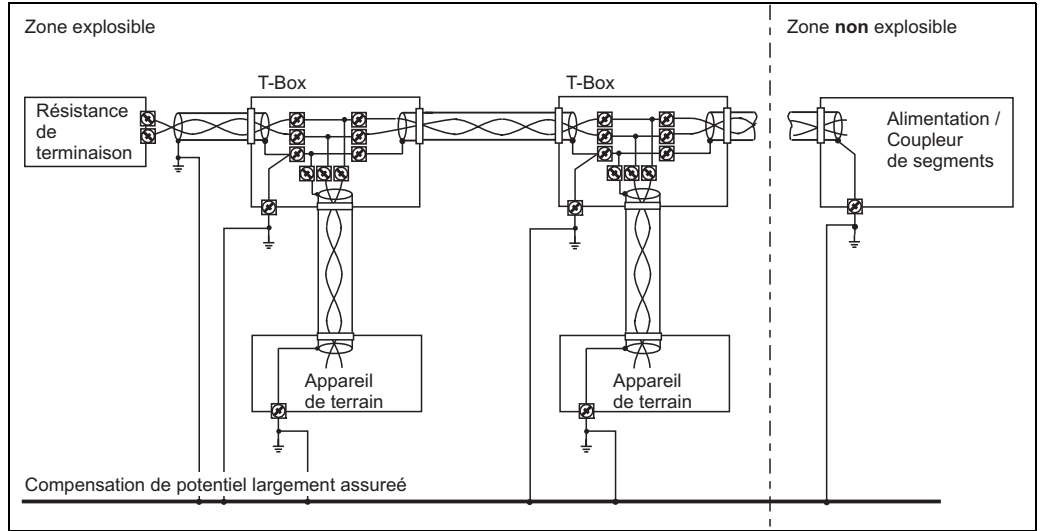 Zone explosible
Zone non explosible
T-Box
T-Box
Résistance
de
terminaison
Alimentation /
Coupleur
de segments
Appareil
de terrain
Appareil
de terrain
Compensation de potentiel largement assureé